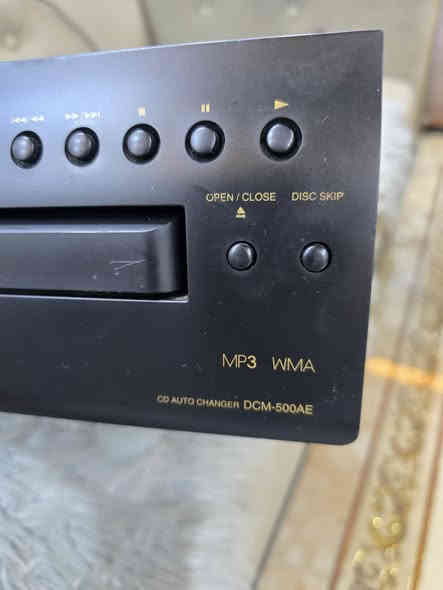 OPEN / CLOSE
DISC SKIP
MP3 WMA
CD AUTO CHANGER DCM-500AE